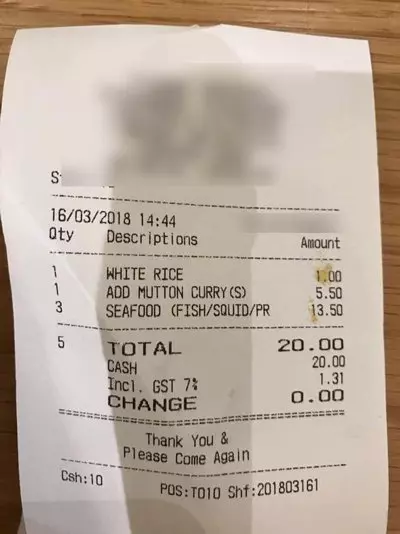 16/03/2018 14:44
Qty Descriptions Amount
1 WHITE RICE 1.00
1 ADD MUTTON CURRY(S) 5.50
3 SEAFOOD (FISH/SQUID/PR 13.50
5 TOTAL 20.00
CASH 20.00
Incl. GST 7% 1.31
CHANGE 0.00
Thank You &
Please Come Again
Csh:10 POS:T010 Shf:201803161